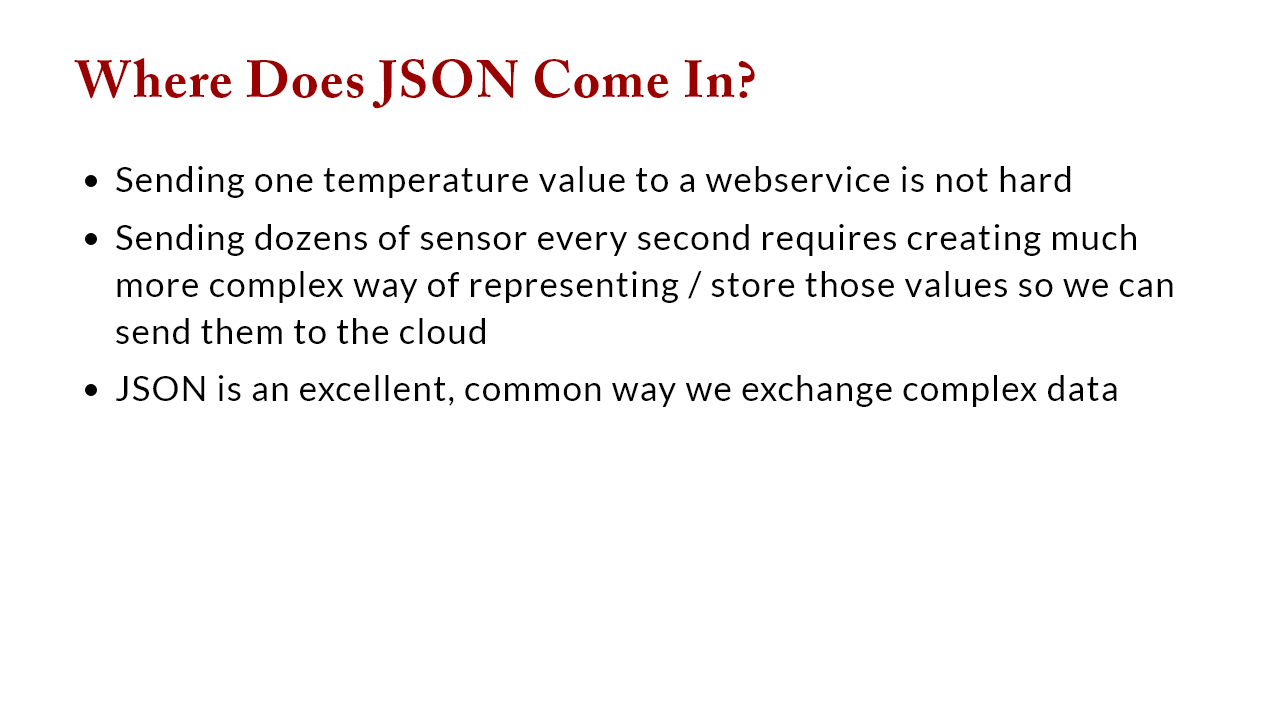 Where Does JSON Come In?
• Sending one temperature value to a webservice is not hard
• Sending dozens of sensor every second requires creating much
more complex way of representing / store those values so we can
send them to the cloud
• JSON is an excellent, common way we exchange complex data